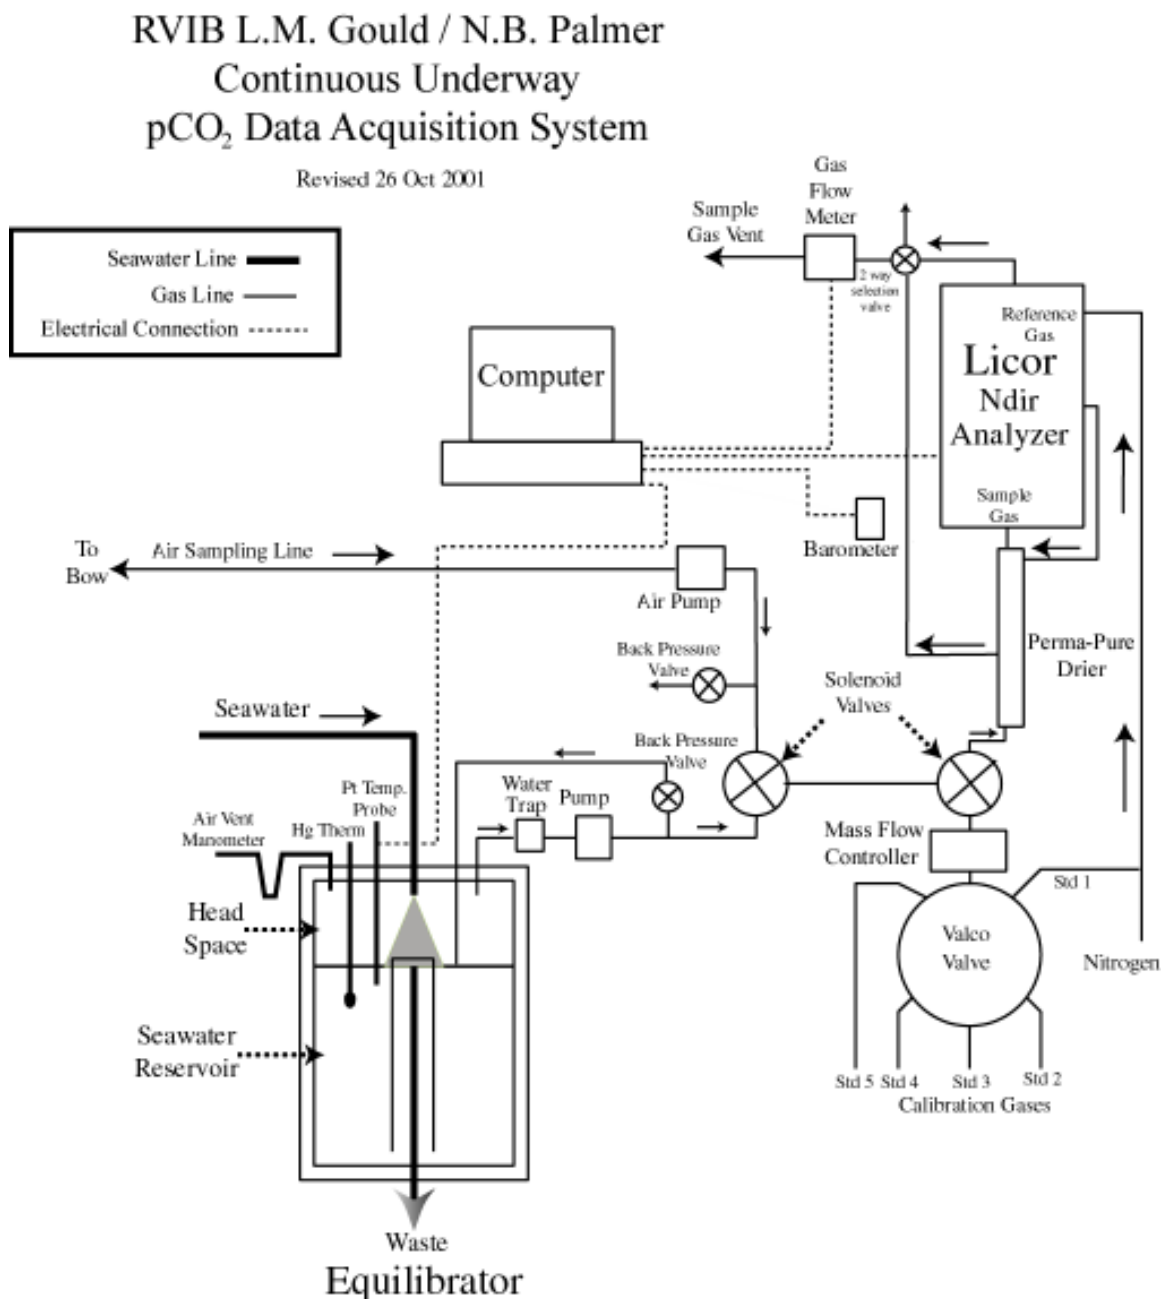 RVIB L.M. Gould / N.B. Palmer
Continuous Underway
pCO₂ Data Acquisition System
Revised 26 Oct 2001
Seawater Line
Gas Line
Electrical Connection
Gas
Flow
Meter
Sample
Gas Vent
2 way
selection
valve
Reference
Gas
Licor
Ndir
Analyzer
Sample
Gas
Computer
Barometer
To
Bow
Air Sampling Line
Air Pump
Back Pressure
Valve
Perma-Pure
Drier
Solenoid
Valves
Seawater
Back Pressure
Valve
Pt Temp.
Probe
Water
Trap
Pump
Air Vent
Manometer
Hg Therm
Mass Flow
Controller
Std 1
Head
Space
Valco
Valve
Nitrogen
Seawater
Reservoir
Std 5
Std 4
Std 3
Std 2
Calibration Gases
Waste
Equilibrator